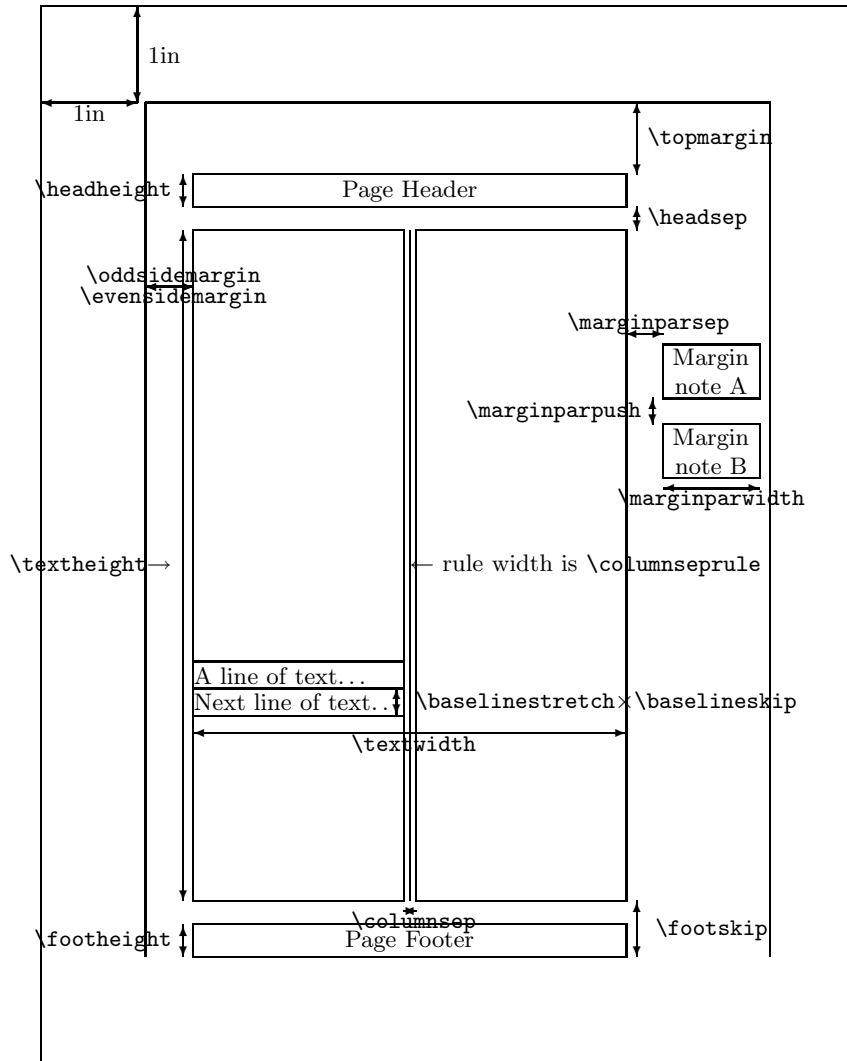 1in
1in
\topmargin
\headheight
Page Header
\headsep
\oddsidemargin
\evensidemargin
\marginparsep
Margin
note A
\marginparpush
Margin
note B
\marginparwidth
\textheight→
← rule width is \columnseprule
A line of text...
Next line of text...
\baselinestretch×\baselineskip
\textwidth
\columnsep
\footskip
\footheight
Page Footer